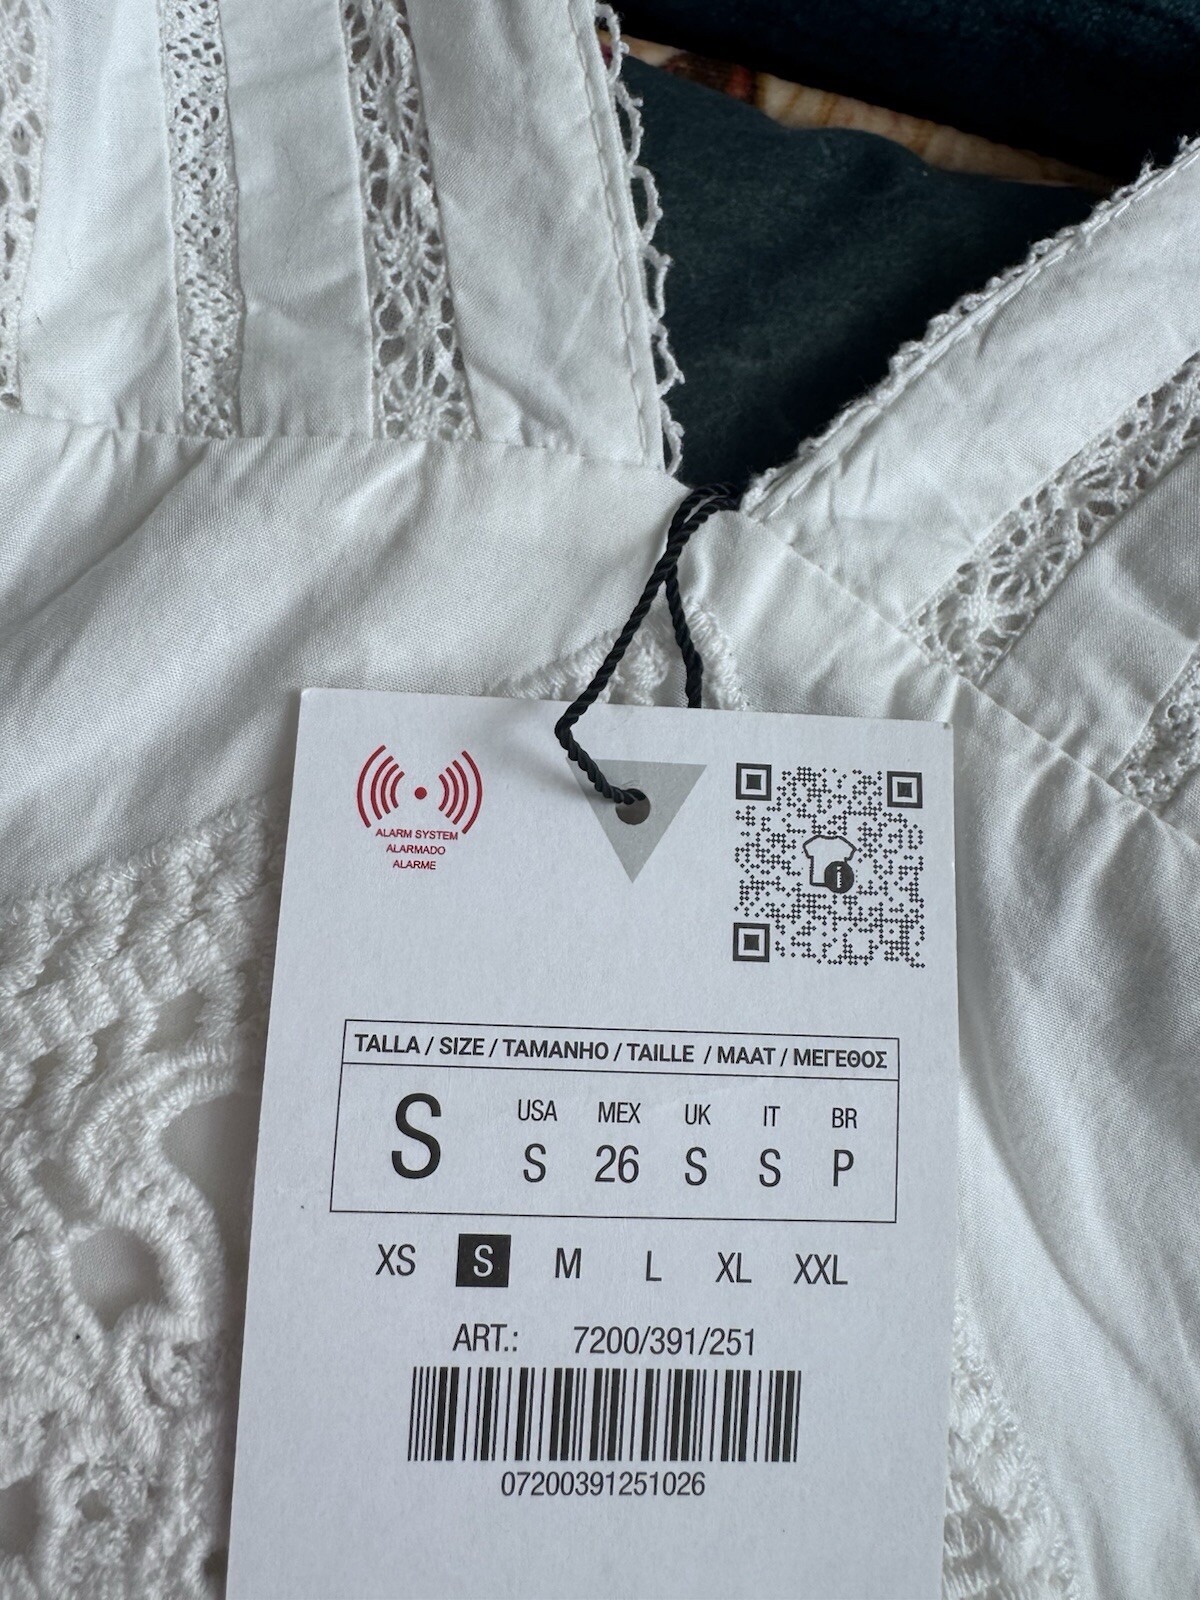 ALARM SYSTEM
ALARMADO
ALARME
TALLA / SIZE / TAMANHO / TAILLE / MAAT / ΜΕΓΕΘΟΣ
S
USA MEX UK IT BR
S 26 S S P
XS S M L XL XXL
ART.: 7200/391/251
07200391251026